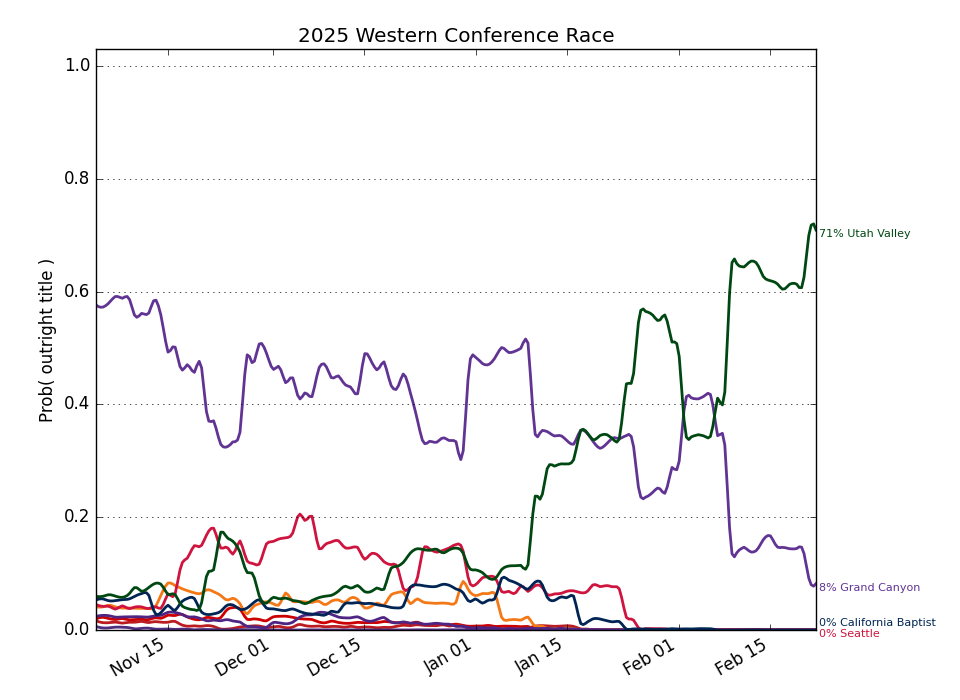 2025 Western Conference Race
Prob( outright title )
1.0
0.8
0.6
0.4
0.2
0.0
Nov 15
Dec 01
Dec 15
Jan 01
Jan 15
Feb 01
Feb 15
71% Utah Valley
8% Grand Canyon
0% California Baptist
0% Seattle